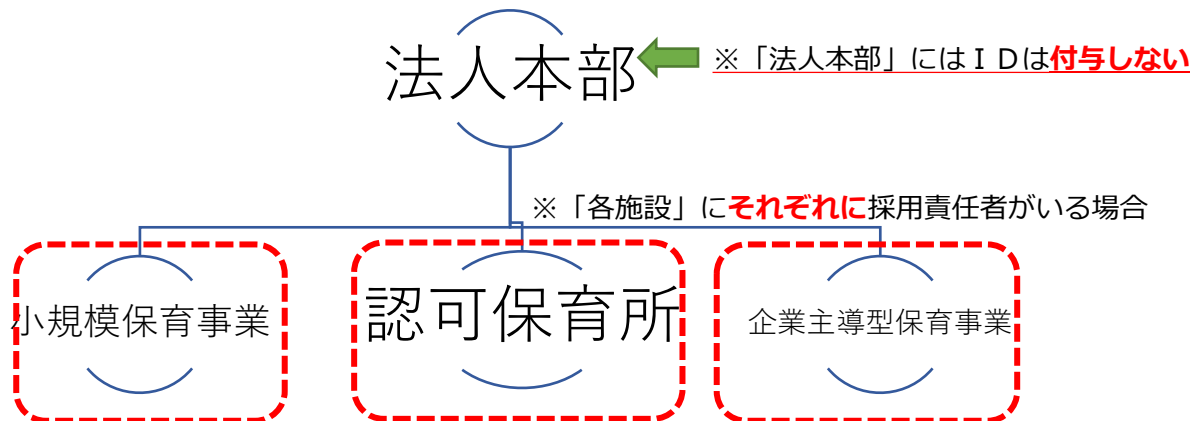 法人本部
※「法人本部」にはＩＤは付与しない
※「各施設」にそれぞれに採用責任者がいる場合
小規模保育事業
認可保育所
企業主導型保育事業